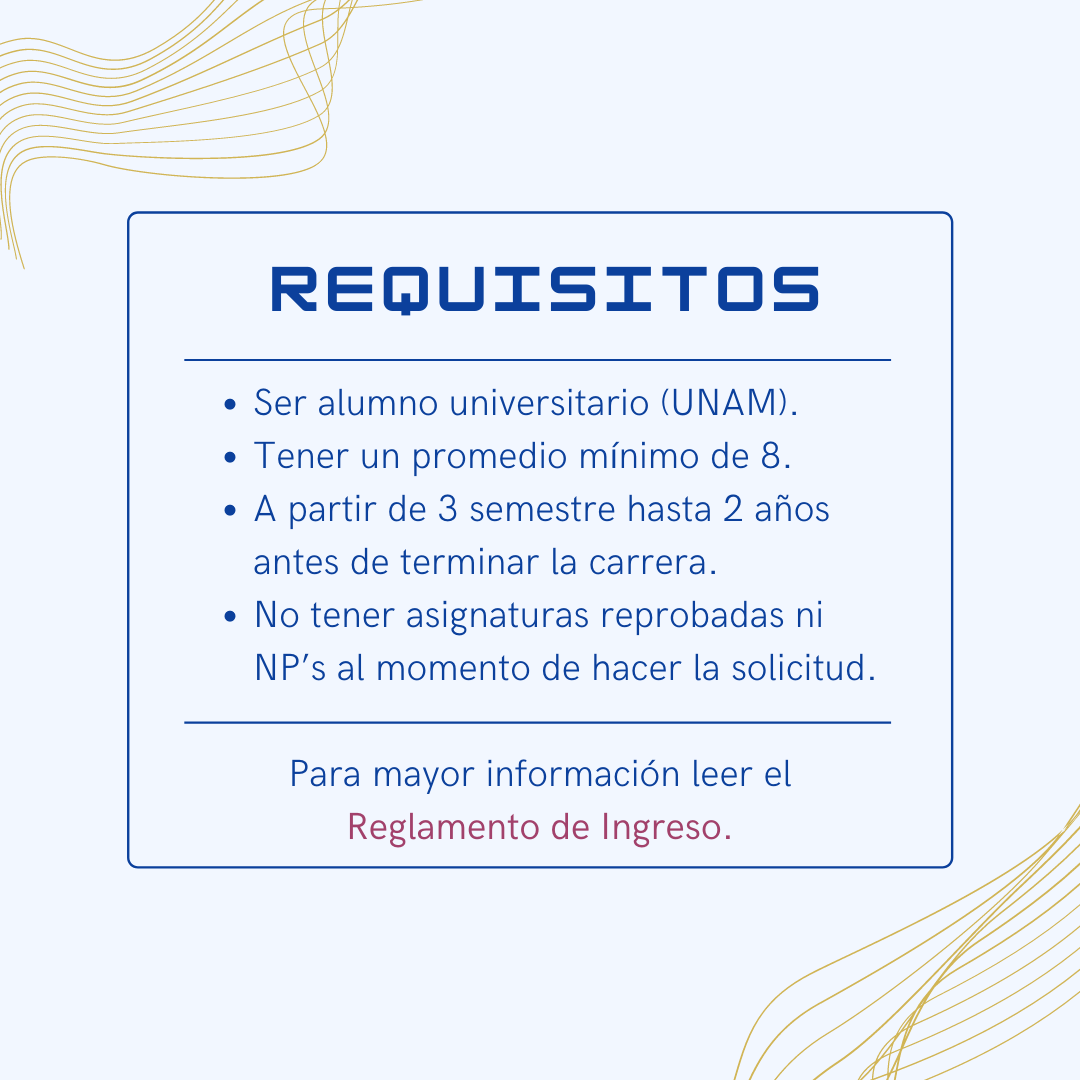 REQUISITOS
• Ser alumno universitario (UNAM).
• Tener un promedio mínimo de 8.
• A partir de 3 semestre hasta 2 años
antes de terminar la carrera.
• No tener asignaturas reprobadas ni
NP’s al momento de hacer la solicitud.
Para mayor información leer el
Reglamento de Ingreso.